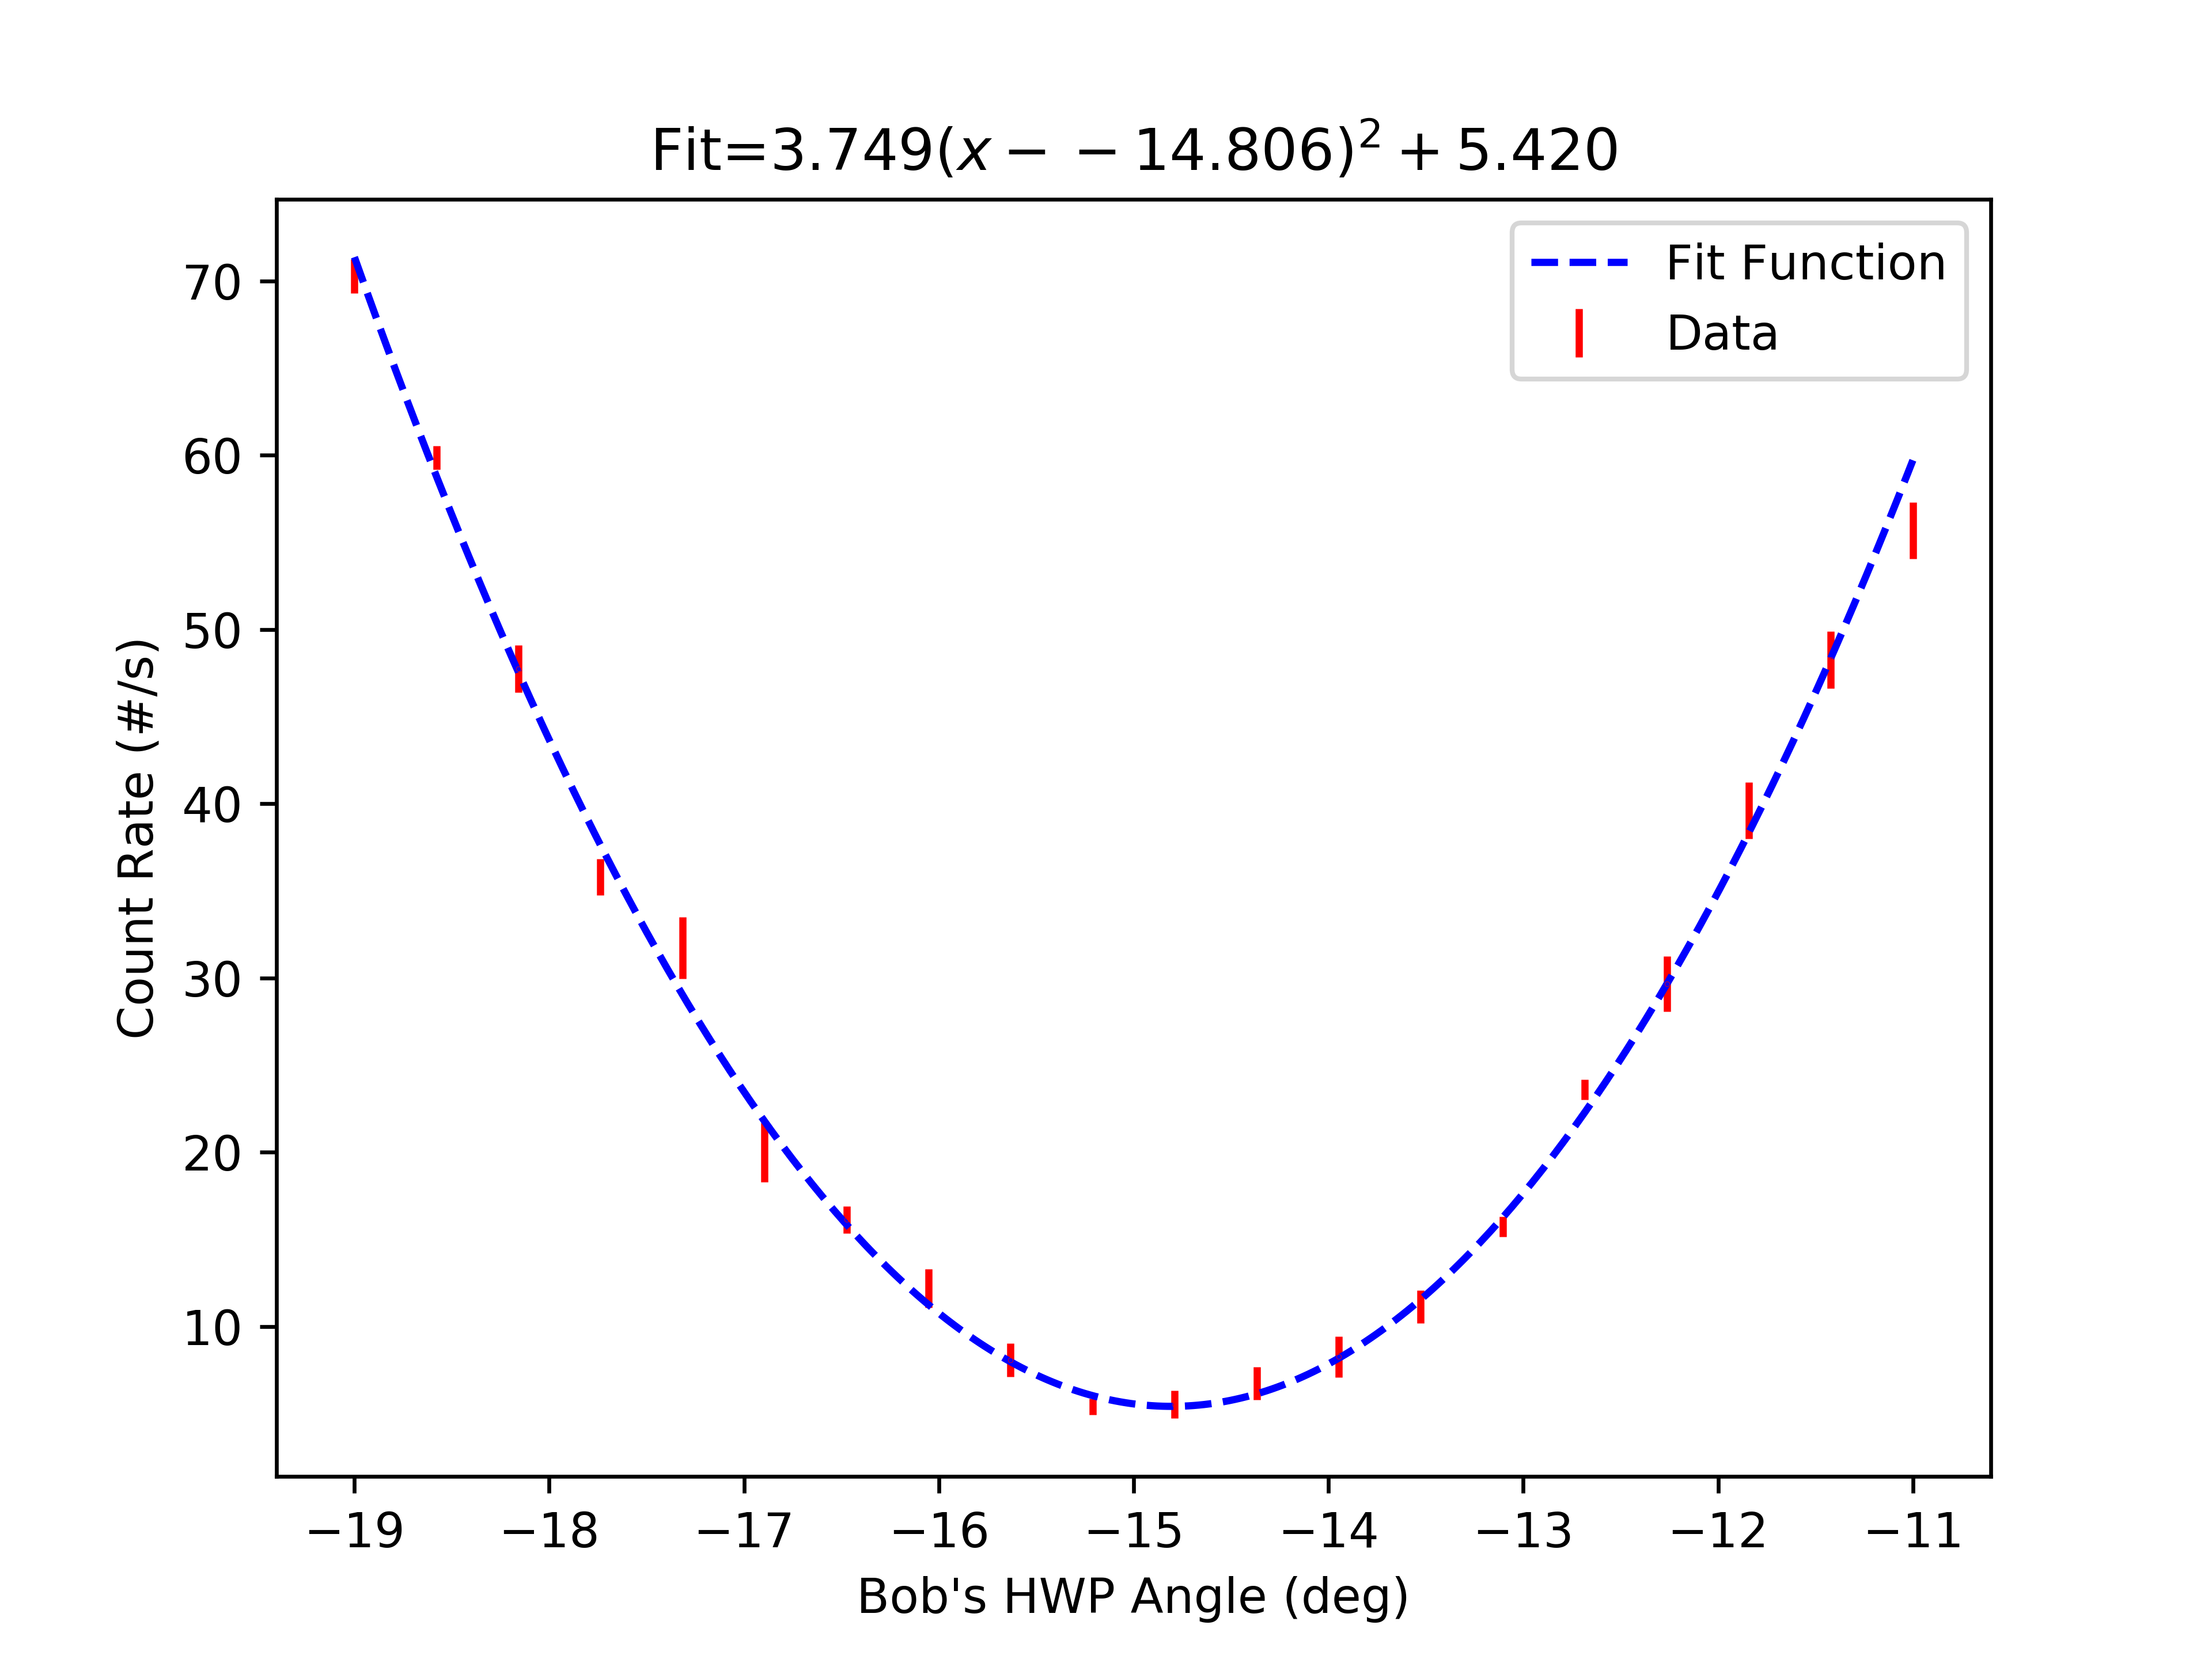 Fit=3.749(x − −14.806)² + 5.420
Fit Function
Data
70
60
50
40
30
20
10
Count Rate (#/s)
−19 −18 −17 −16 −15 −14 −13 −12 −11
Bob's HWP Angle (deg)